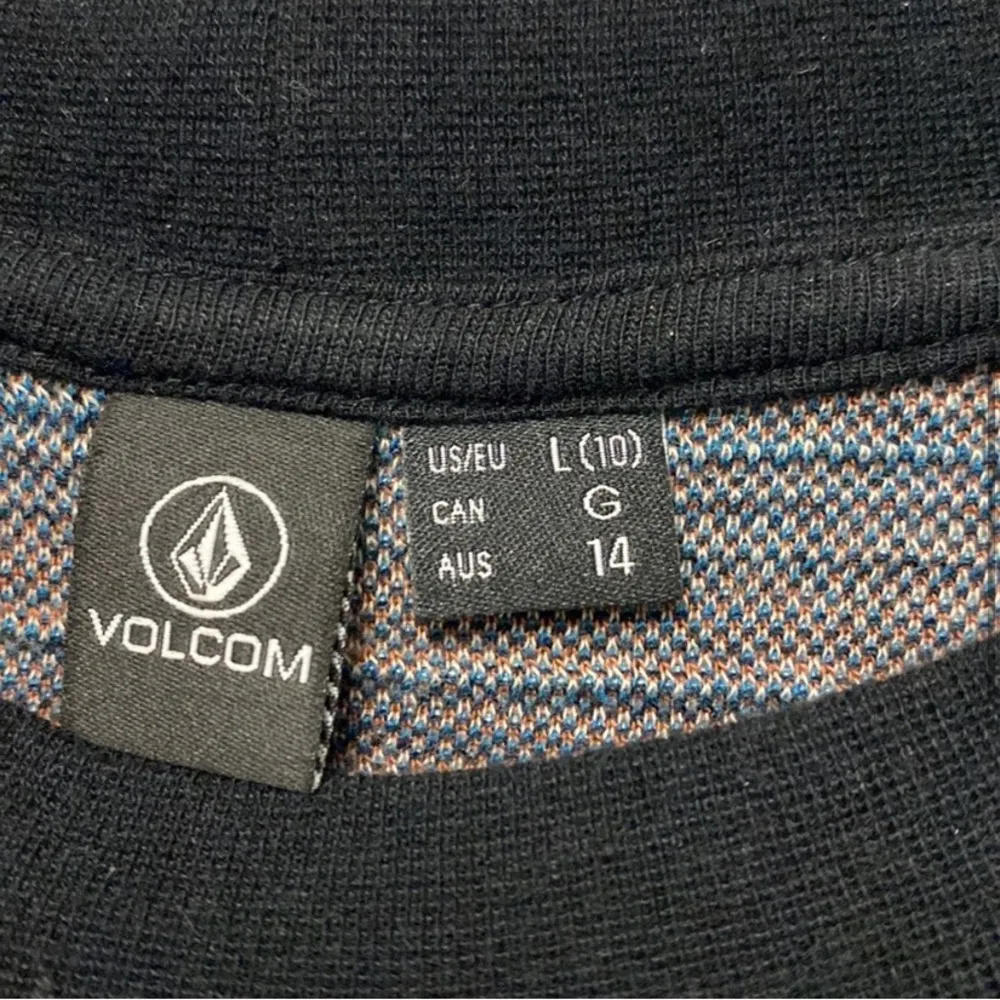 VOLCOM
US/EU L (10)
CAN G
AUS 14